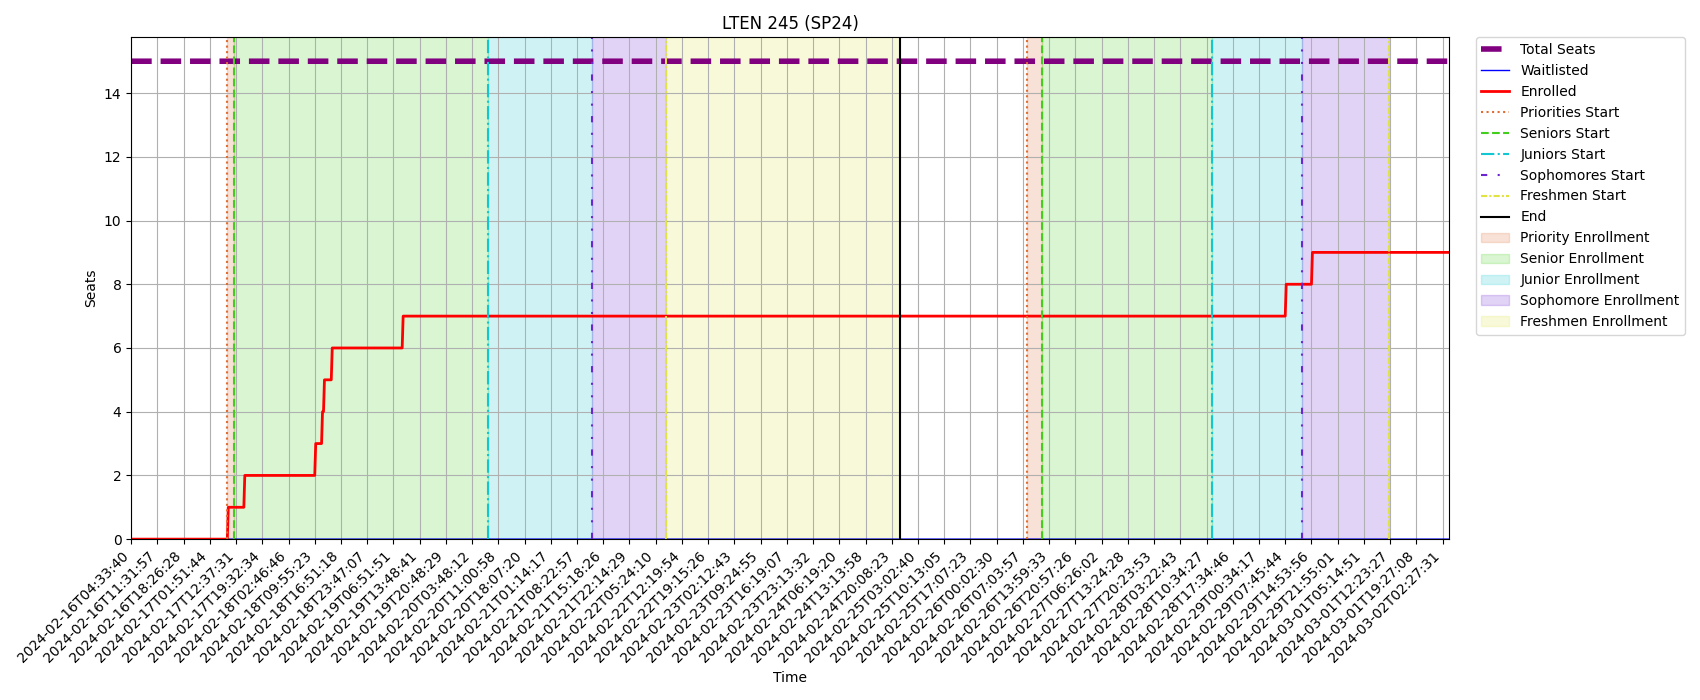 LTEN 245 (SP24)
Total Seats
Waitlisted
Enrolled
Priorities Start
Seniors Start
Juniors Start
Sophomores Start
Freshmen Start
End
Priority Enrollment
Senior Enrollment
Junior Enrollment
Sophomore Enrollment
Freshmen Enrollment
14
12
10
8
6
4
2
0
Seats
2024-02-16T04:33:40
2024-02-16T11:31:57
2024-02-16T18:26:28
2024-02-17T01:51:44
2024-02-17T12:37:31
2024-02-17T19:32:34
2024-02-18T02:46:46
2024-02-18T09:55:23
2024-02-18T16:51:18
2024-02-18T23:47:07
2024-02-19T06:51:51
2024-02-19T13:48:41
2024-02-19T20:48:29
2024-02-20T03:48:12
2024-02-20T11:00:58
2024-02-20T18:07:20
2024-02-21T01:14:17
2024-02-21T08:22:57
2024-02-21T15:18:26
2024-02-21T22:14:29
2024-02-22T05:24:10
2024-02-22T12:19:54
2024-02-22T19:15:26
2024-02-23T02:12:43
2024-02-23T09:24:55
2024-02-23T16:19:07
2024-02-23T23:13:32
2024-02-24T06:19:20
2024-02-24T13:13:58
2024-02-24T20:08:23
2024-02-25T03:02:40
2024-02-25T10:13:05
2024-02-25T17:07:23
2024-02-26T00:02:30
2024-02-26T07:03:57
2024-02-26T13:59:33
2024-02-26T20:57:26
2024-02-27T06:26:02
2024-02-27T13:24:28
2024-02-27T20:23:53
2024-02-28T03:22:43
2024-02-28T10:34:27
2024-02-28T17:34:46
2024-02-29T00:34:17
2024-02-29T07:45:44
2024-02-29T14:53:56
2024-02-29T21:55:01
2024-03-01T05:14:51
2024-03-01T12:23:27
2024-03-01T19:27:08
2024-03-02T02:27:31
Time